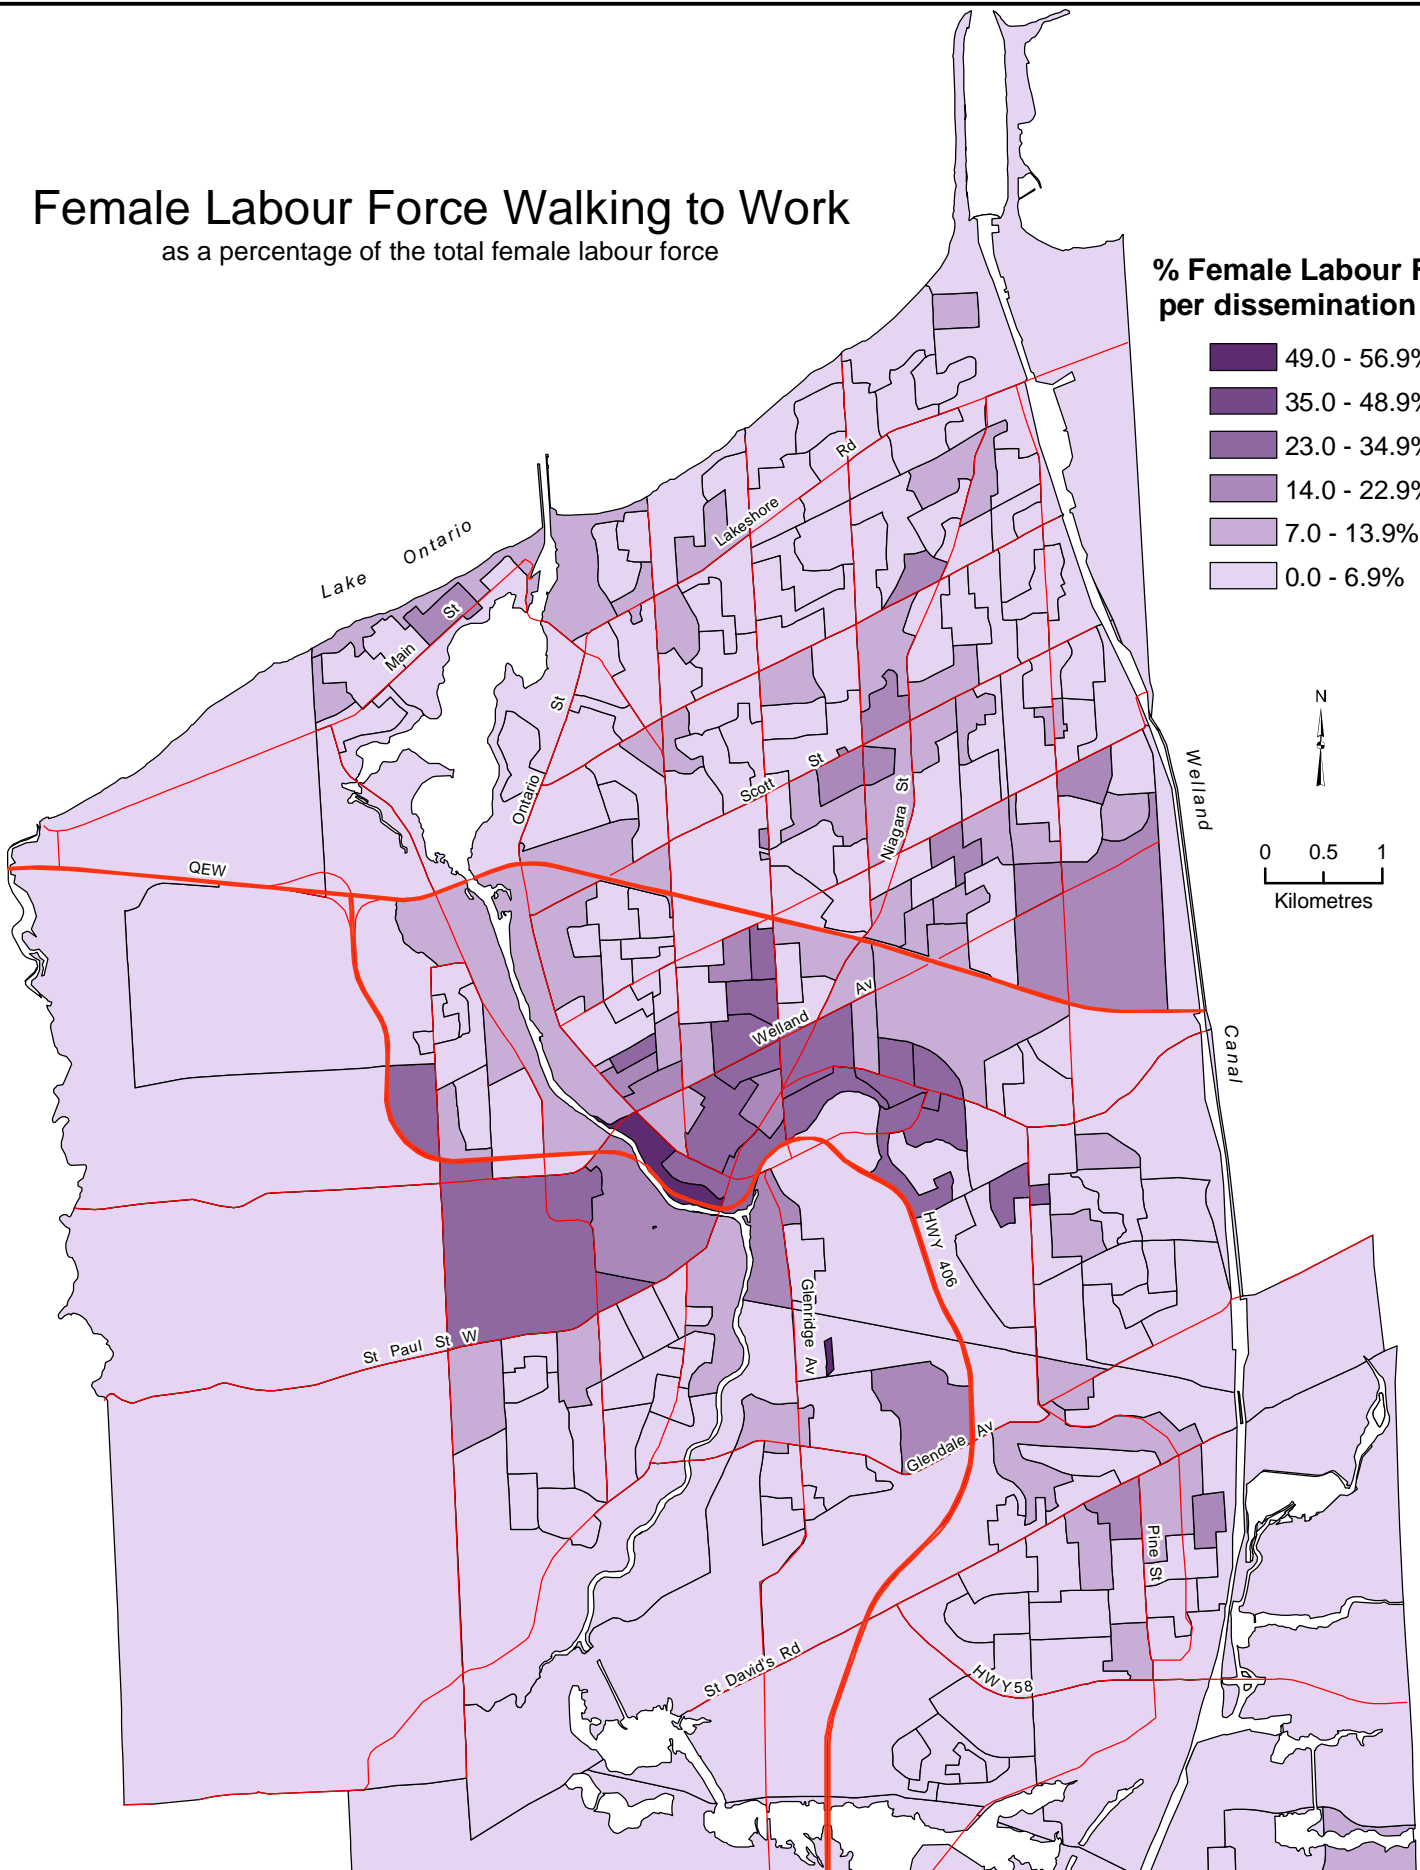 Female Labour Force Walking to Work
as a percentage of the total female labour force
% Female Labour
per dissemination
49.0 - 56.9%
35.0 - 48.9%
23.0 - 34.9%
14.0 - 22.9%
7.0 - 13.9%
0.0 - 6.9%
N
0 0.5 1
Kilometres
Lake Ontario
Lakeshore Rd
Main St
Ontario St
Scott St
Niagara St
Welland Canal
QEW
Welland Av
HWY 406
Glenridge Av
St Paul St W
Glendale Av
Pine St
St David's Rd
HWY58